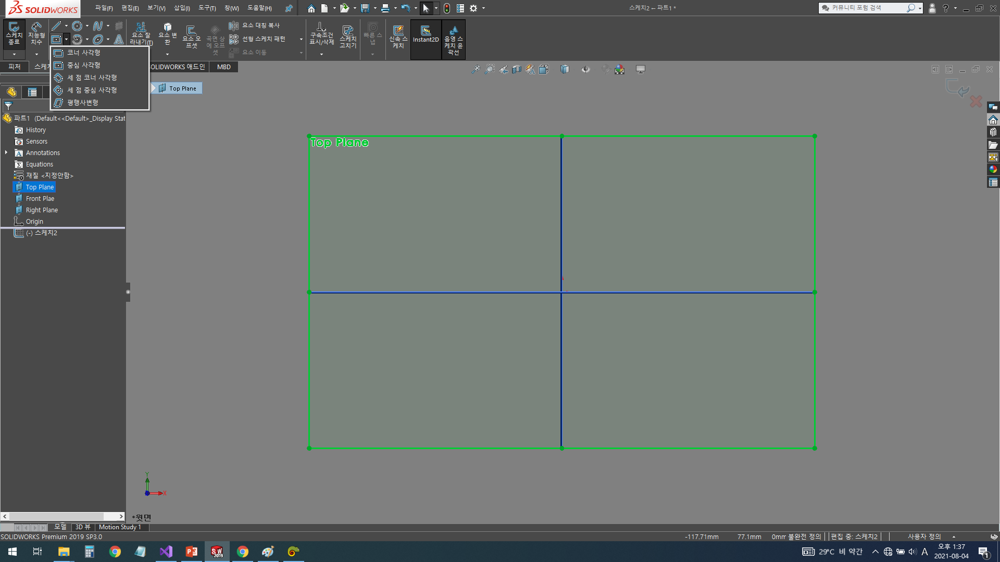 SOLIDWORKS
파일(F) 편집(E) 보기(V) 삽입(I) 도구(T) 창(W) 도움말(H)
스케치2 ← 파트1 *
커뮤니티 포럼 검색
스케치 종료
지능형 치수
요소 잘라내기(T)
요소 변환
요소 오프셋
곡면 상에 오프셋
요소 대칭 복사
선형 스케치 패턴
요소 이동
구속조건 표시/삭제
스케치 고치기
빠른 스냅
신속 스케치
Instant2D
음영 스케치 윤곽선
코너 사각형
중심 사각형
세 점 코너 사각형
세 점 중심 사각형
평행사변형
피처
스케치
SOLIDWORKS 애드인
MBD
Top Plane
파트1 (Default<<Default>_Display Stat
History
Sensors
Annotations
Equations
재질 <지정안함>
Top Plane
Front Plae
Right Plane
Origin
(-) 스케치2
Top Plane
Y
X
*윗면
모델
3D 뷰
Motion Study 1
SOLIDWORKS Premium 2019 SP3.0
-117.71mm 77.1mm 0mm 불완전 정의 편집 중: 스케치2 사용자 정의
29°C 비 약간
A
오후 1:37
2021-08-04
1
SW
2019